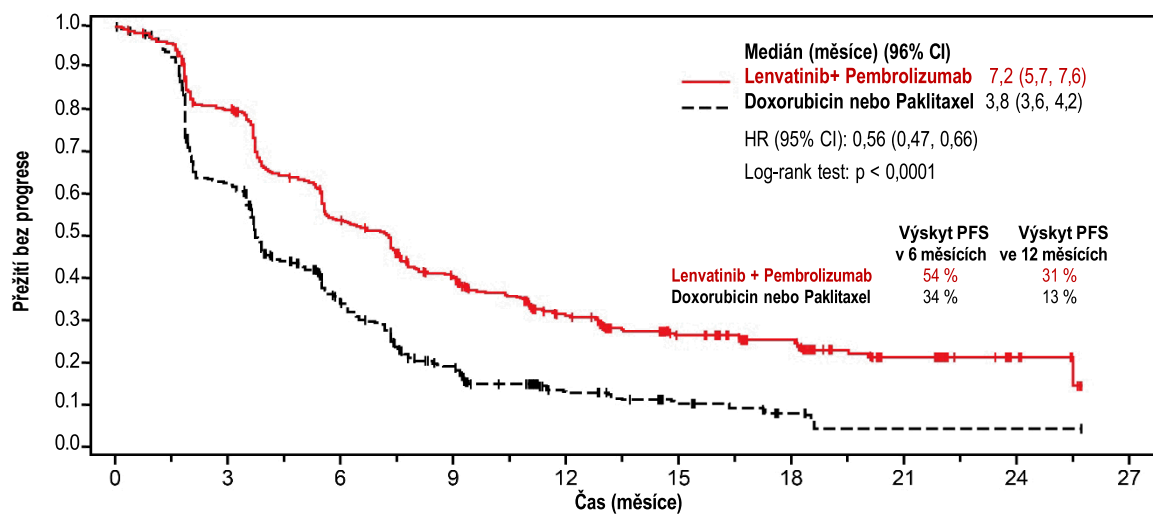 Přežití bez progrese
1.0
0.9
0.8
0.7
0.6
0.5
0.4
0.3
0.2
0.1
0.0
Medián (měsíce) (96% CI)
Lenvatinib+ Pembrolizumab 7,2 (5,7, 7,6)
Doxorubicin nebo Paklitaxel 3,8 (3,6, 4,2)
HR (95% CI): 0,56 (0,47, 0,66)
Log-rank test: p < 0,0001
Výskyt PFS Výskyt PFS
v 6 měsících ve 12 měsících
Lenvatinib + Pembrolizumab 54 % 31 %
Doxorubicin nebo Paklitaxel 34 % 13 %
0 3 6 9 12 15 18 21 24 27
Čas (měsíce)